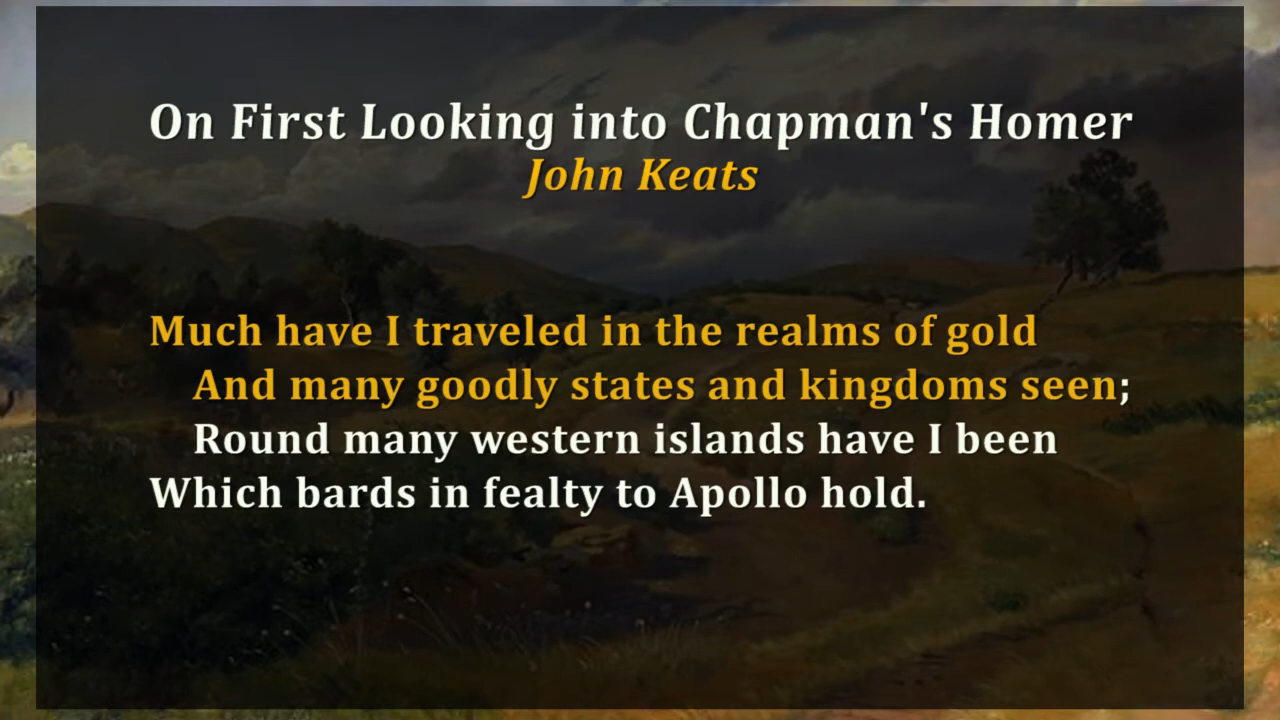 On First Looking into Chapman's Homer
John Keats
Much have I traveled in the realms of gold
And many goodly states and kingdoms seen;
Round many western islands have I been
Which bards in fealty to Apollo hold.